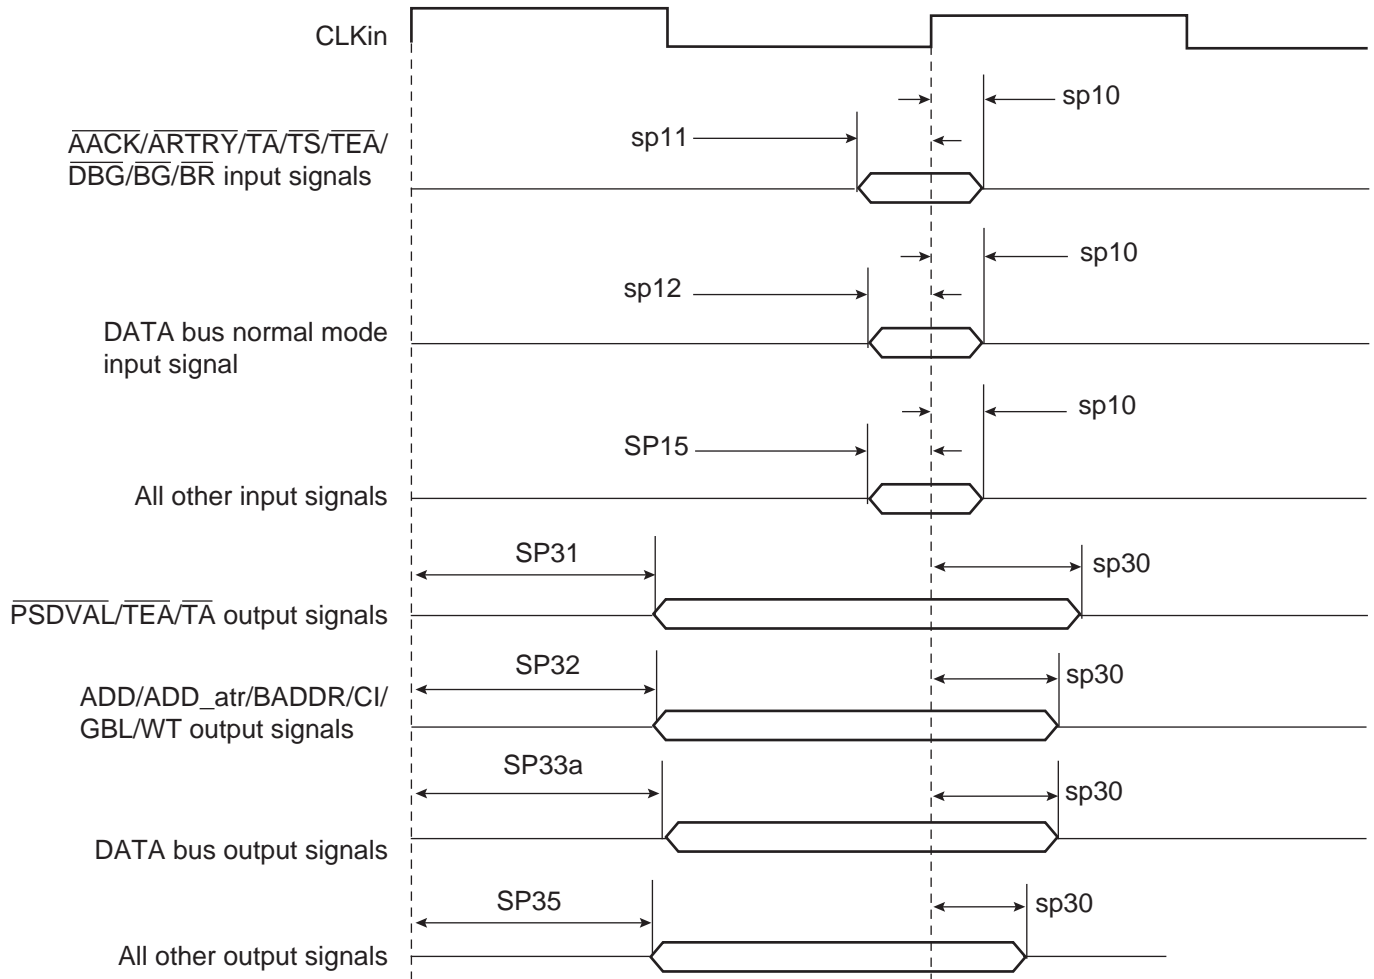 CLKin
sp10
sp11
AACK/ARTRY/TA/TS/TEA/
DBG/BG/BR input signals
sp10
sp12
DATA bus normal mode
input signal
sp10
SP15
All other input signals
SP31
sp30
PSDVAL/TEA/TA output signals
SP32
sp30
ADD/ADD_atr/BADDR/CI/
GBL/WT output signals
SP33a
sp30
DATA bus output signals
SP35
sp30
All other output signals